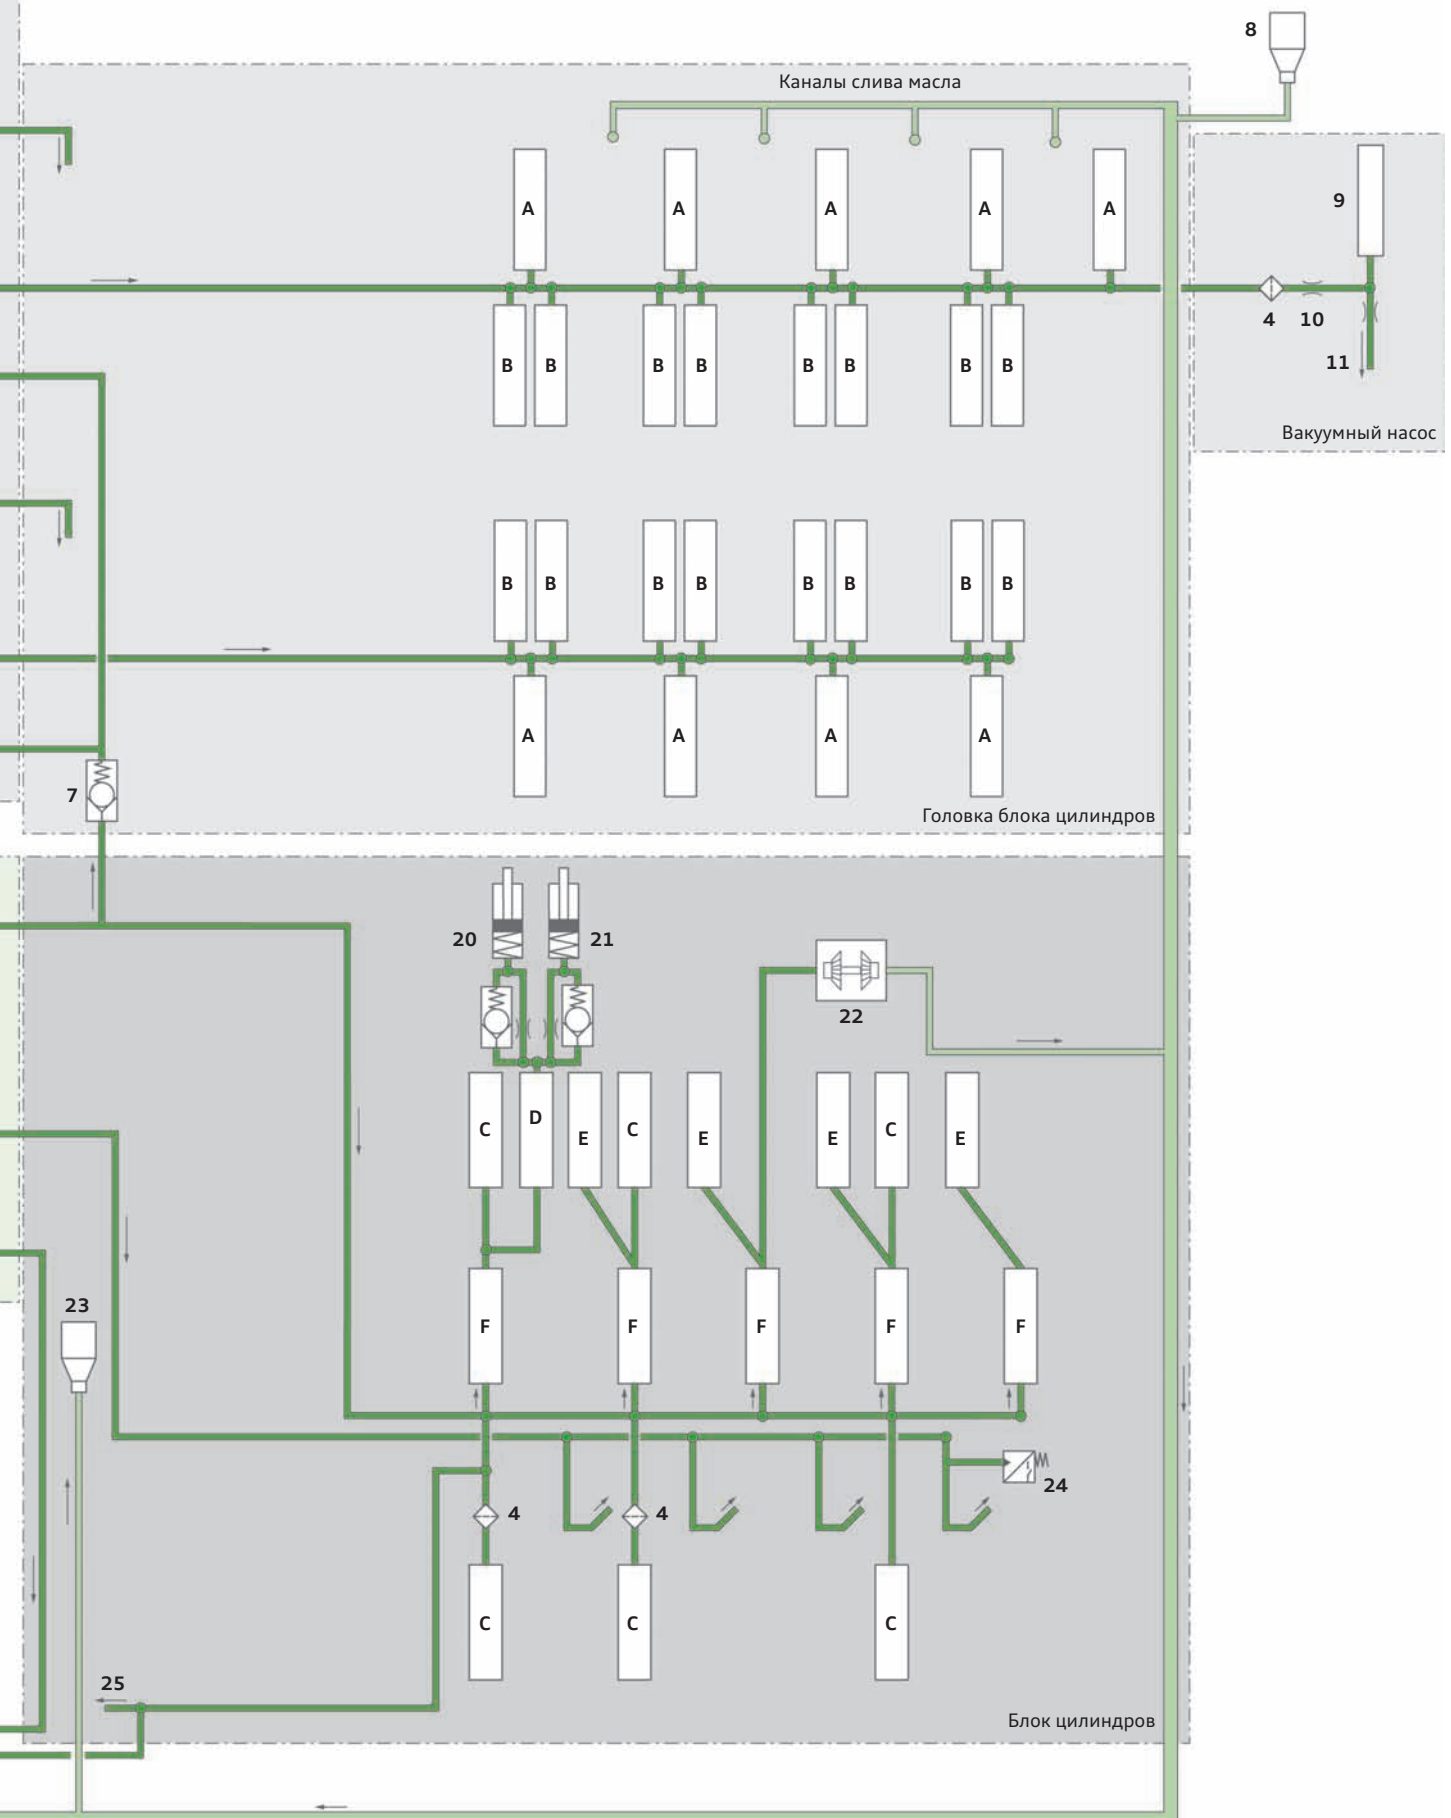 8
Каналы слива масла
A A A A A
9
4 10
11
B B B B B B B B
Вакуумный насос
B B B B B B B B
A A A A
7
Головка блока цилиндров
20 21
22
C D E C E E C E
23
F F F F F
24
4 4
C C C
25
Блок цилиндров